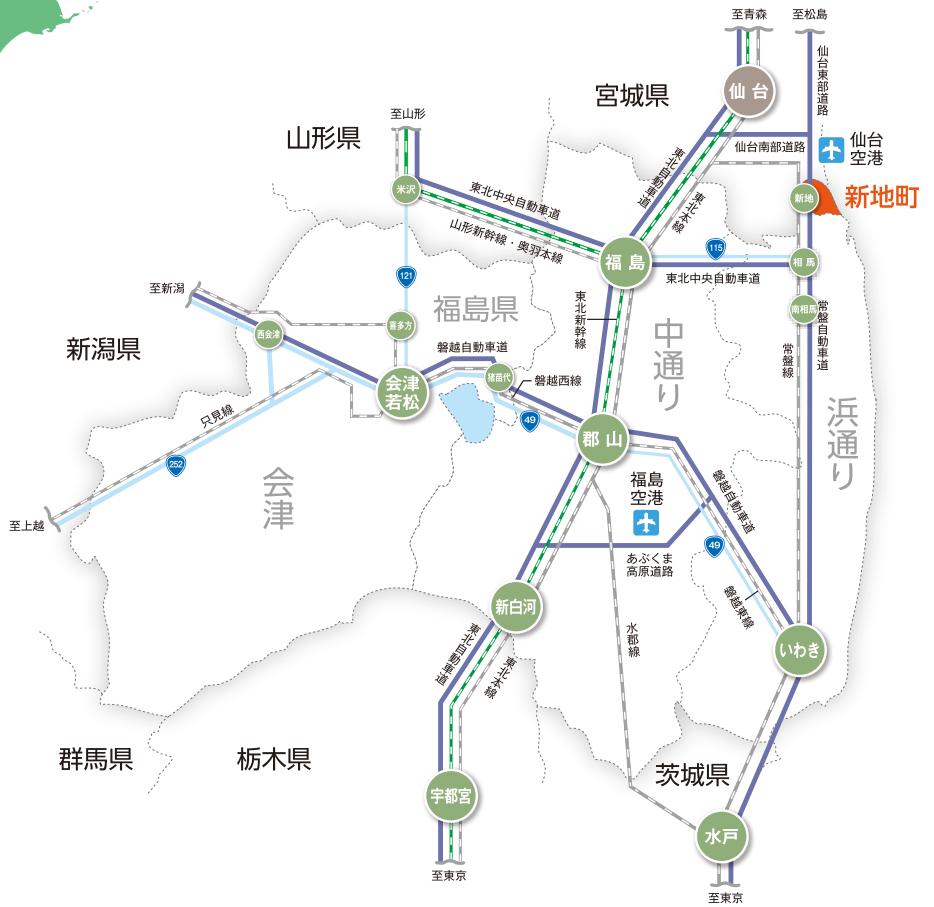 至青森
至松島
仙台東部道路
宮城県
仙台
仙台南部道路
仙台
空港
至山形
山形県
米沢
東北中央自動車道
山形新幹線・奥羽本線
東北自動車道
東北本線
新地
新地町
115
福島
相馬
東北中央自動車道
121
至新潟
福島県
東北新幹線
南相馬
常磐自動車道
西会津
喜多方
新潟県
磐越自動車道
中通り
常磐線
会津
若松
猪苗代
磐越西線
浜通り
只見線
49
郡山
252
会津
福島
空港
磐越自動車道
至上越
49
あぶくま
高原道路
磐越東線
新白河
水郡線
いわき
東北自動車道
東北本線
群馬県
栃木県
茨城県
宇都宮
水戸
至東京
至東京